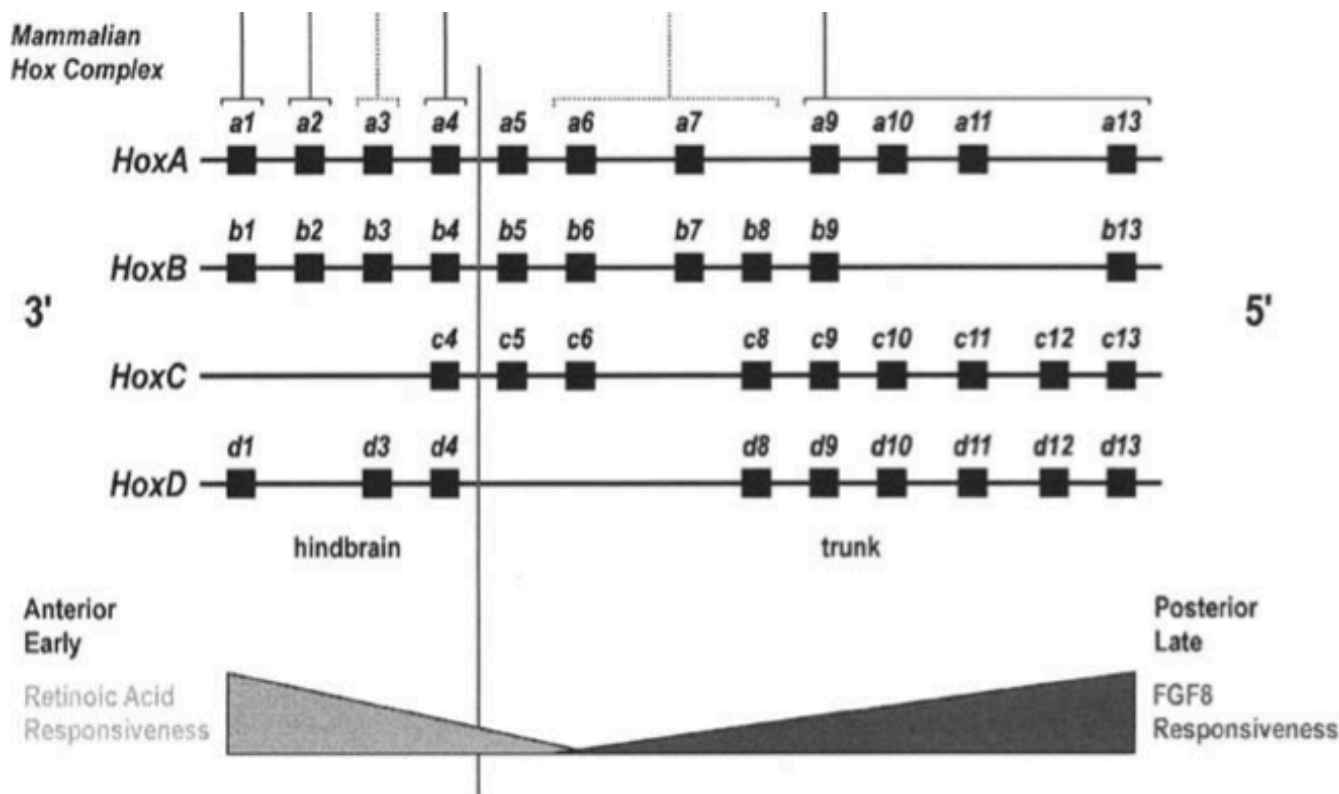 Mammalian
Hox Complex
a1 a2 a3 a4 a5 a6 a7 a9 a10 a11 a13
HoxA
b1 b2 b3 b4 b5 b6 b7 b8 b9 b13
HoxB
3' 5'
c4 c5 c6 c8 c9 c10 c11 c12 c13
HoxC
d1 d3 d4 d8 d9 d10 d11 d12 d13
HoxD
hindbrain trunk
Anterior
Early
Posterior
Late
Retinoic Acid
Responsiveness
FGF8
Responsiveness